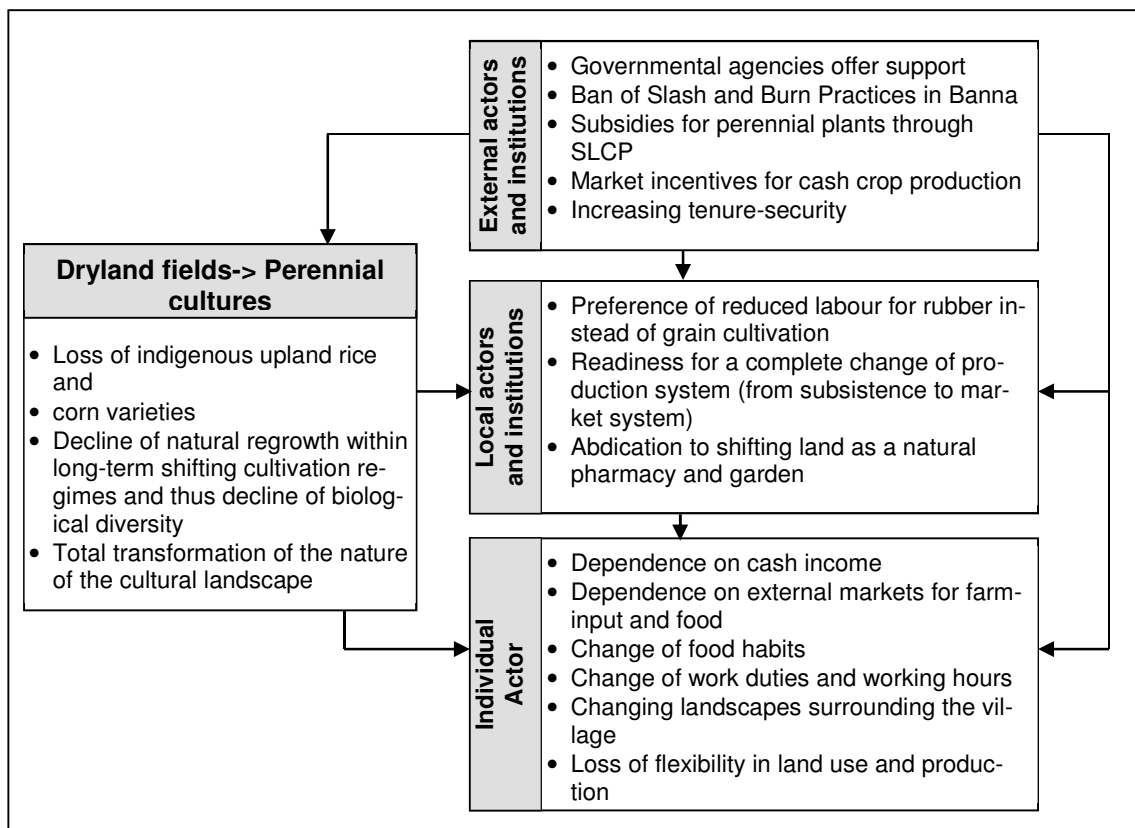 External actors
and institutions
• Governmental agencies offer support
• Ban of Slash and Burn Practices in Banna
• Subsidies for perennial plants through
SLCP
• Market incentives for cash crop production
• Increasing tenure-security
Dryland fields-> Perennial
cultures
• Loss of indigenous upland rice
and
• corn varieties
• Decline of natural regrowth within
long-term shifting cultivation re-
gimes and thus decline of biolog-
ical diversity
• Total transformation of the nature
of the cultural landscape
Local actors
and institutions
• Preference of reduced labour for rubber in-
stead of grain cultivation
• Readiness for a complete change of pro-
duction system (from subsistence to mar-
ket system)
• Abdication to shifting land as a natural
pharmacy and garden
Individual
Actor
• Dependence on cash income
• Dependence on external markets for farm-
input and food
• Change of food habits
• Change of work duties and working hours
• Changing landscapes surrounding the vil-
lage
• Loss of flexibility in land use and produc-
tion